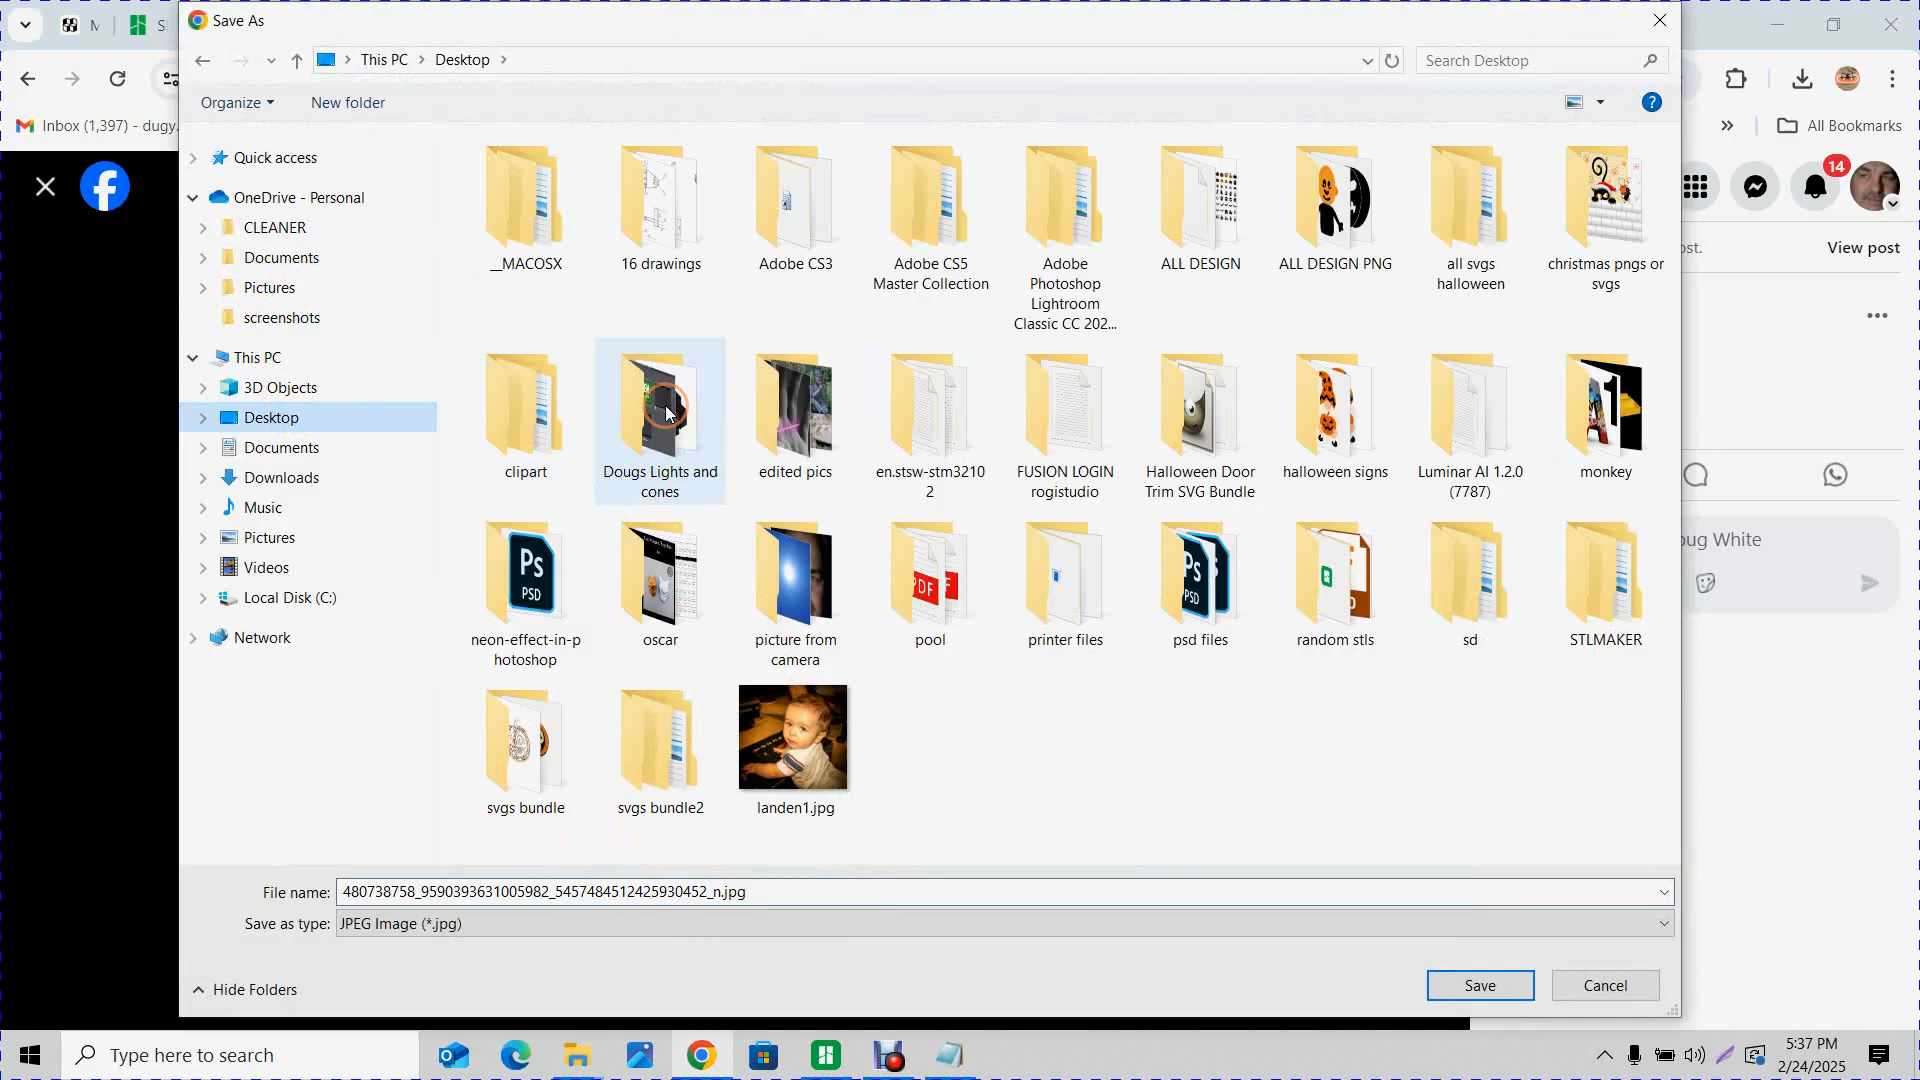 M
S
Save As
This PC
Desktop
Search Desktop
Organize
New folder
Inbox (1,397) - dugy
All Bookmarks
Quick access
OneDrive - Personal
CLEANER
Documents
Pictures
screenshots
This PC
3D Objects
Desktop
Documents
Downloads
Music
Pictures
Videos
Local Disk (C:)
Network
__MACOSX
16 drawings
Adobe CS3
Adobe CS5
Master Collection
Adobe
Photoshop
Lightroom
Classic CC 202...
ALL DESIGN
ALL DESIGN PNG
all svgs
halloween
christmas pngs or
svgs
clipart
Dougs Lights and
cones
edited pics
en.stsw-stm3210
2
FUSION LOGIN
rogistudio
Halloween Door
Trim SVG Bundle
halloween signs
Luminar AI 1.2.0
(7787)
monkey
Ps
PSD
neon-effect-in-p
hotoshop
oscar
picture from
camera
PDF
pool
printer files
Ps
PSD
psd files
random stls
sd
STLMAKER
svgs bundle
svgs bundle2
landen1.jpg
14
ost.
View post
oug White
File name:
480738758_9590393631005982_5457484512425930452_n.jpg
Save as type:
JPEG Image (*.jpg)
Hide Folders
Save
Cancel
Type here to search
5:37 PM
2/24/2025